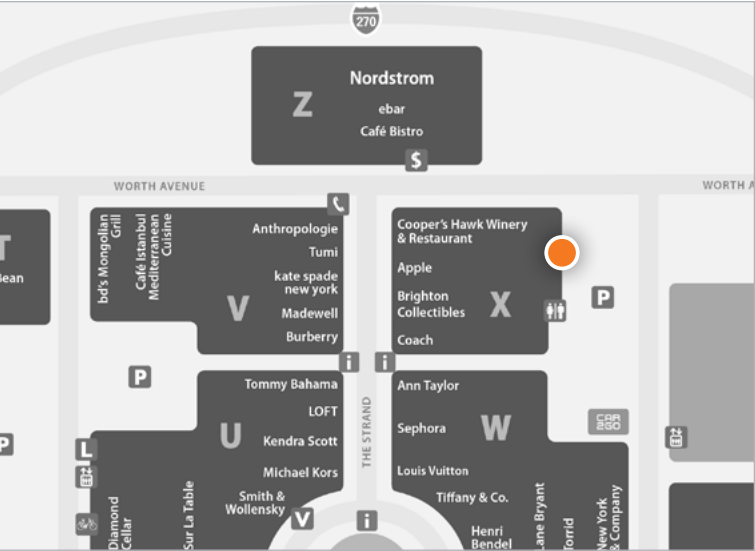 270
Z
Nordstrom
ebar
Café Bistro
$
WORTH AVENUE
WORTH A
T
Bean
bd's Mongolian
Grill
Café Istanbul
Mediterranean
Cuisine
Anthropologie
Tumi
kate spade
new york
Madewell
Burberry
V
Cooper's Hawk Winery
& Restaurant
Apple
Brighton
Collectibles
Coach
X
P
P
i
i
Tommy Bahama
LOFT
Kendra Scott
Michael Kors
Smith &
Wollensky
U
THE STRAND
Ann Taylor
Sephora
Louis Vuitton
Tiffany & Co.
Henri
Bendel
W
CAR
2GO
P
L
Diamond
Cellar
Sur La Table
V
i
Lane Bryant
Torrid
New York
& Company